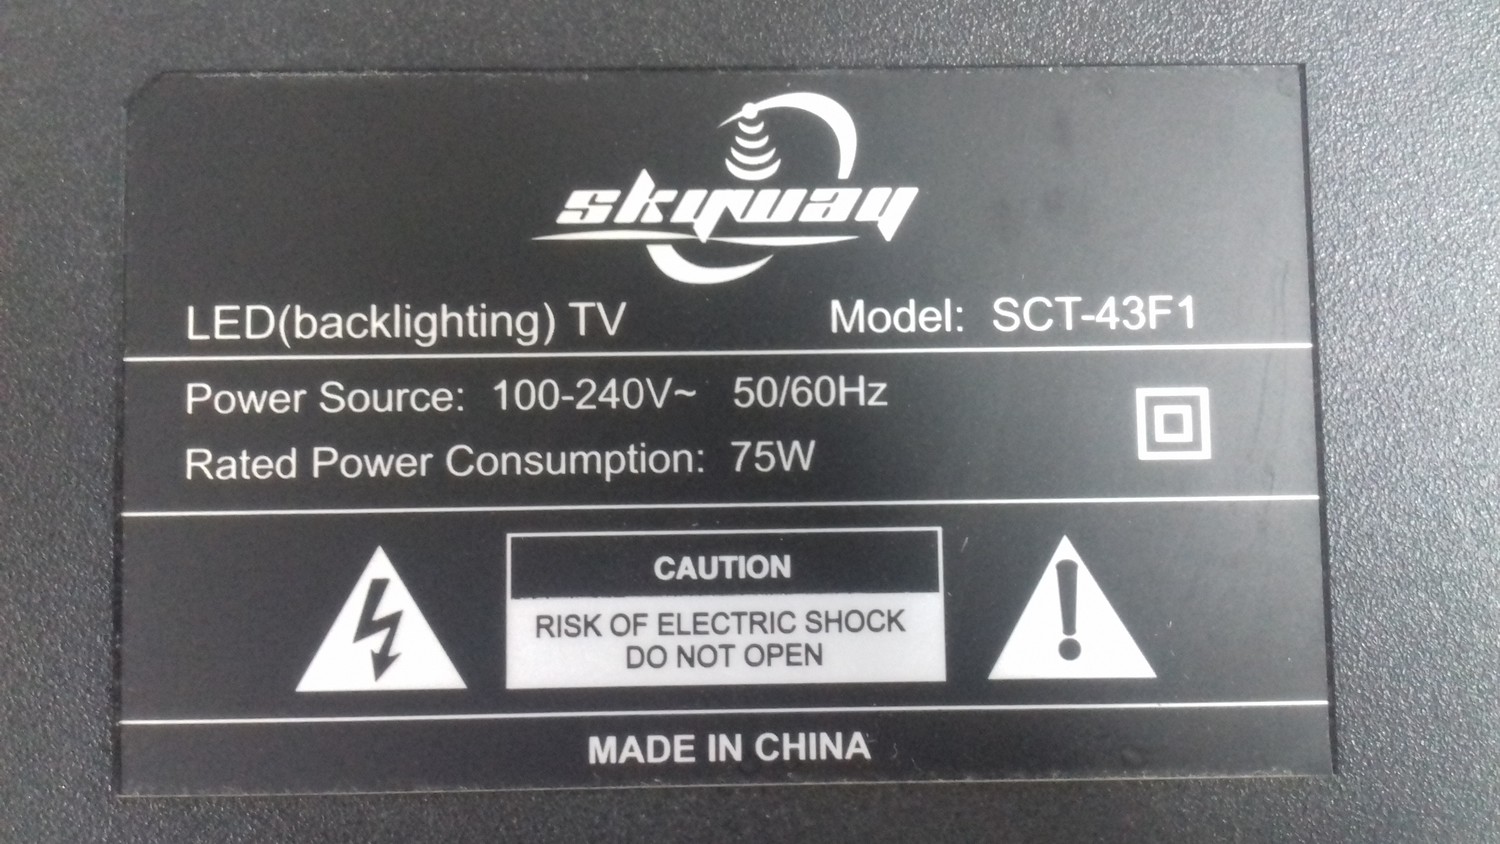 skyway
LED(backlighting) TV Model: SCT-43F1
Power Source: 100-240V~ 50/60Hz
Rated Power Consumption: 75W
CAUTION
RISK OF ELECTRIC SHOCK
DO NOT OPEN
MADE IN CHINA